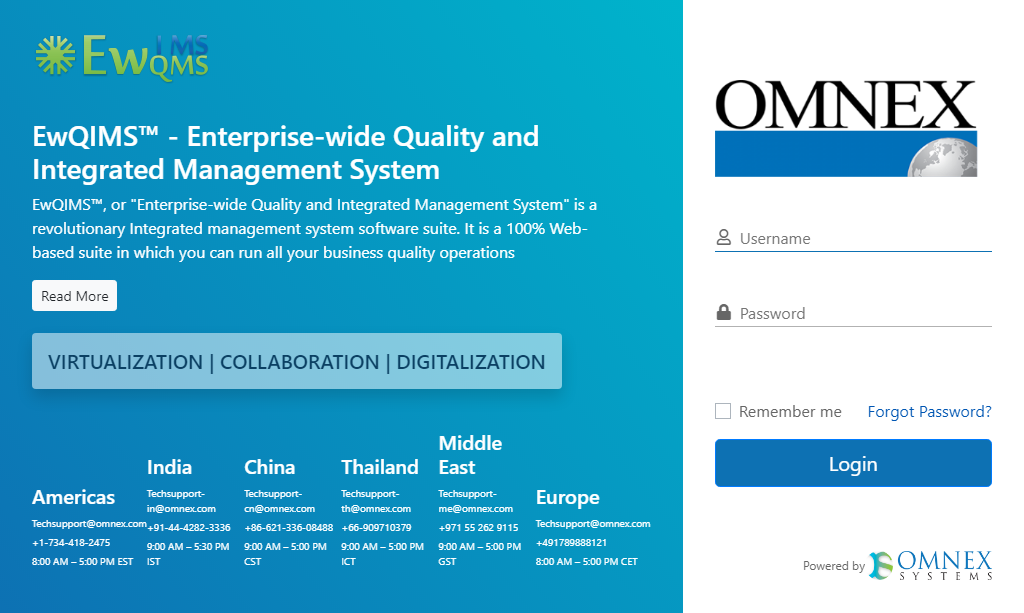 EwQMS
IMS
EwQIMS™ - Enterprise-wide Quality and
Integrated Management System
EwQIMS™, or "Enterprise-wide Quality and Integrated Management System" is a
revolutionary Integrated management system software suite. It is a 100% Web-
based suite in which you can run all your business quality operations
Read More
VIRTUALIZATION | COLLABORATION | DIGITALIZATION
Americas
Techsupport@omnex.com
+1-734-418-2475
8:00 AM – 5:00 PM EST
India
Techsupport-
in@omnex.com
+91-44-4282-3336
9:00 AM – 5:30 PM
IST
China
Techsupport-
cn@omnex.com
+86-621-336-08488
9:00 AM – 5:00 PM
CST
Thailand
Techsupport-
th@omnex.com
+66-909710379
9:00 AM – 5:00 PM
ICT
Middle
East
Techsupport-
me@omnex.com
+971 55 262 9115
9:00 AM – 5:00 PM
GST
Europe
Techsupport@omnex.com
+491789888121
8:00 AM – 5:00 PM CET
OMNEX
Username
Password
Remember me
Forgot Password?
Login
Powered by
OMNEX
SYSTEMS